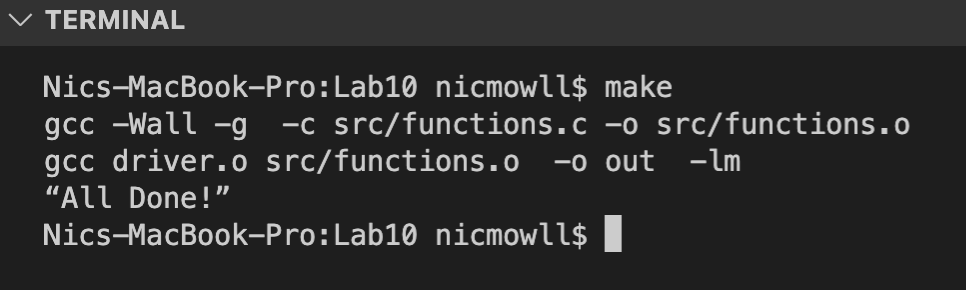 TERMINAL
Nics-MacBook-Pro:Lab10 nicmowll$ make
gcc -Wall -g  -c src/functions.c -o src/functions.o
gcc driver.o src/functions.o  -o out  -lm
“All Done!”
Nics-MacBook-Pro:Lab10 nicmowll$